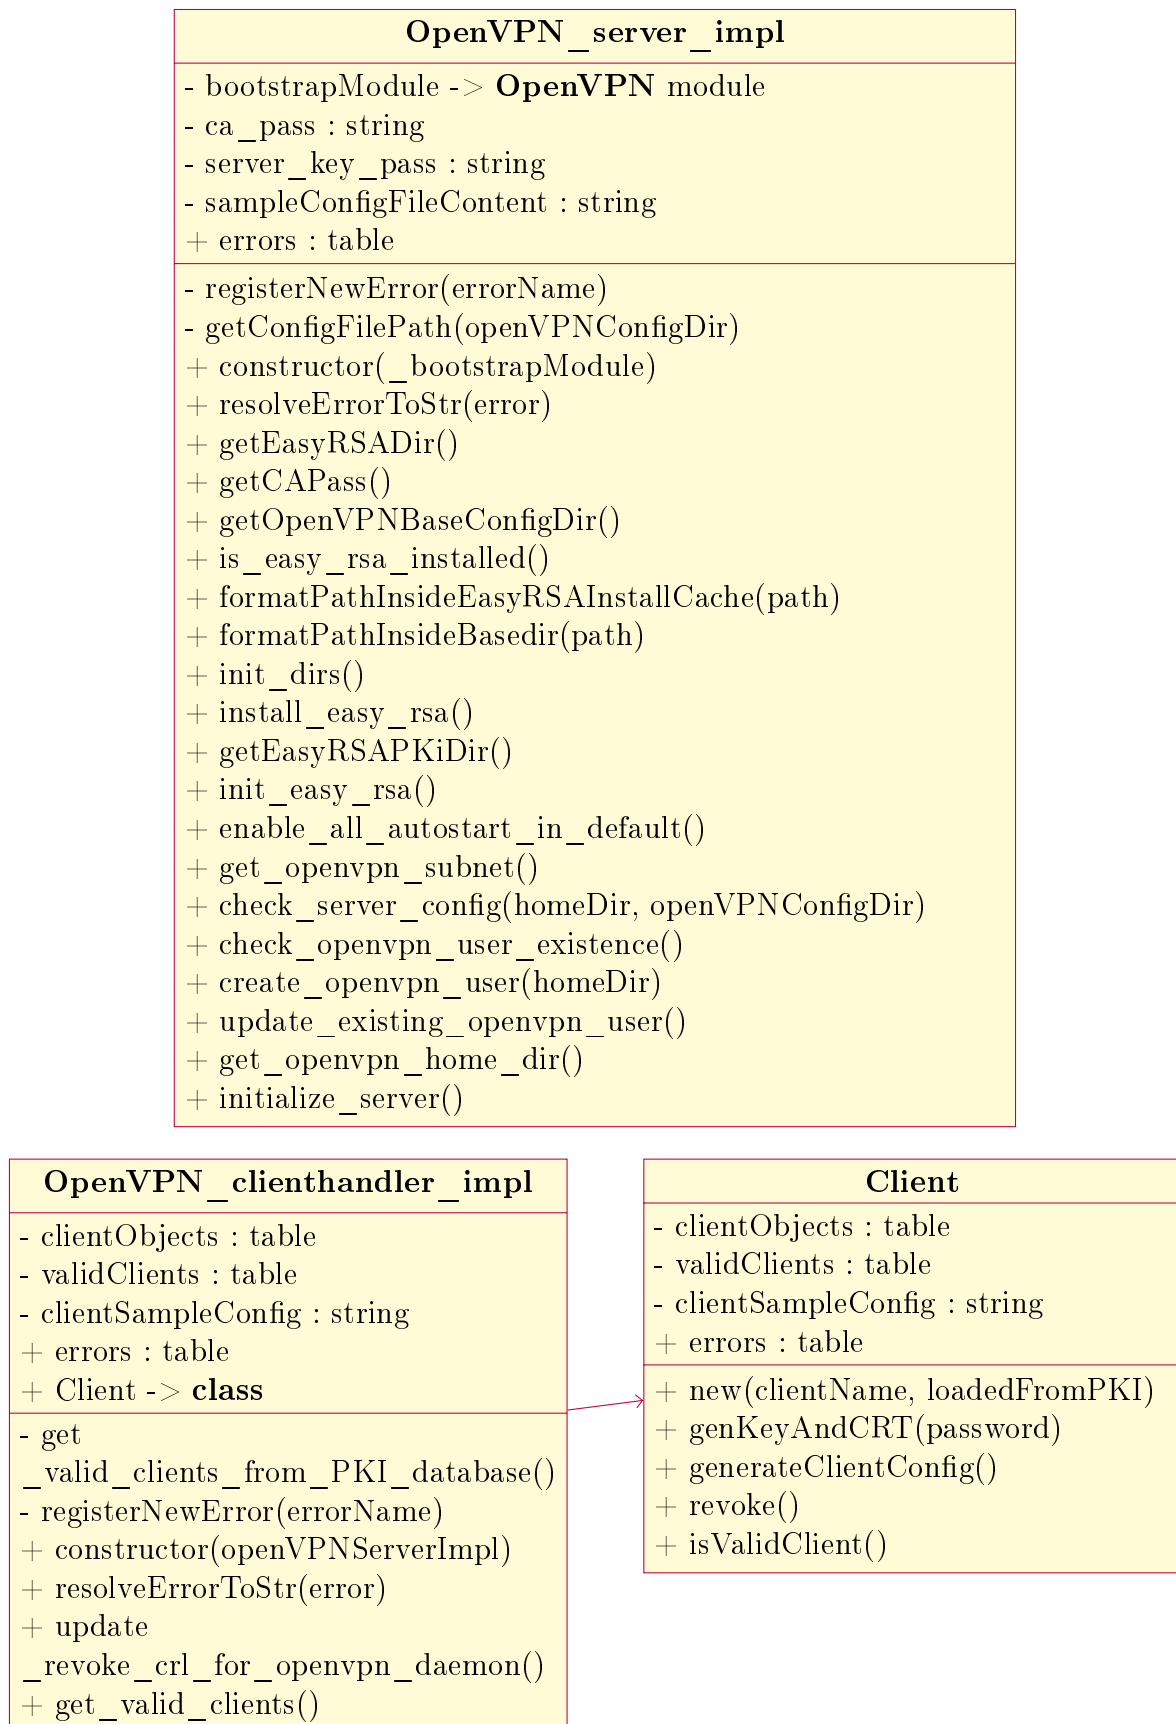 OpenVPN_server_impl
- bootstrapModule -> OpenVPN module
- ca_pass : string
- server_key_pass : string
- sampleConfigFileContent : string
+ errors : table
- registerNewError(errorName)
- getConfigFilePath(openVPNConfigDir)
+ constructor(_bootstrapModule)
+ resolveErrorToStr(error)
+ getEasyRSADir()
+ getCAPass()
+ getOpenVPNBaseConfigDir()
+ is_easy_rsa_installed()
+ formatPathInsideEasyRSAInstallCache(path)
+ formatPathInsideBasedir(path)
+ init_dirs()
+ install_easy_rsa()
+ getEasyRSAPKiDir()
+ init_easy_rsa()
+ enable_all_autostart_in_default()
+ get_openvpn_subnet()
+ check_server_config(homeDir, openVPNConfigDir)
+ check_openvpn_user_existence()
+ create_openvpn_user(homeDir)
+ update_existing_openvpn_user()
+ get_openvpn_home_dir()
+ initialize_server()
OpenVPN_clienthandler_impl
- clientObjects : table
- validClients : table
- clientSampleConfig : string
+ errors : table
+ Client -> class
- get
_valid_clients_from_PKI_database()
- registerNewError(errorName)
+ constructor(openVPNServerImpl)
+ resolveErrorToStr(error)
+ update
_revoke_crl_for_openvpn_daemon()
+ get_valid_clients()
Client
- clientObjects : table
- validClients : table
- clientSampleConfig : string
+ errors : table
+ new(clientName, loadedFromPKI)
+ genKeyAndCRT(password)
+ generateClientConfig()
+ revoke()
+ isValidClient()